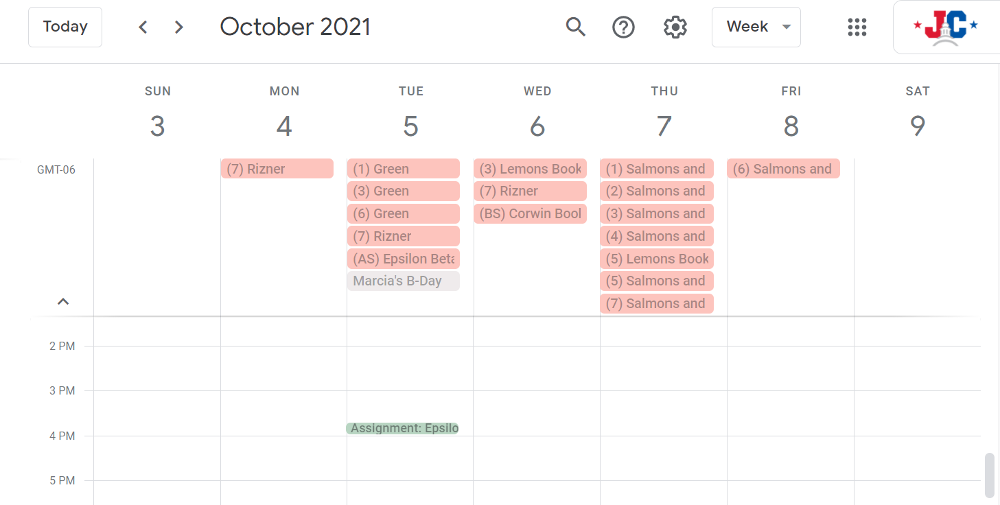 Today
October 2021
Week
JC
SUN MON TUE WED THU FRI SAT
3 4 5 6 7 8 9
GMT-06
(7) Rizner
(1) Green
(3) Green
(6) Green
(7) Rizner
(AS) Epsilon Beta
Marcia's B-Day
(3) Lemons Book
(7) Rizner
(BS) Corwin Bool
(1) Salmons and
(2) Salmons and
(3) Salmons and
(4) Salmons and
(5) Lemons Book
(5) Salmons and
(7) Salmons and
(6) Salmons and
2 PM
3 PM
Assignment: Epsilo
4 PM
5 PM